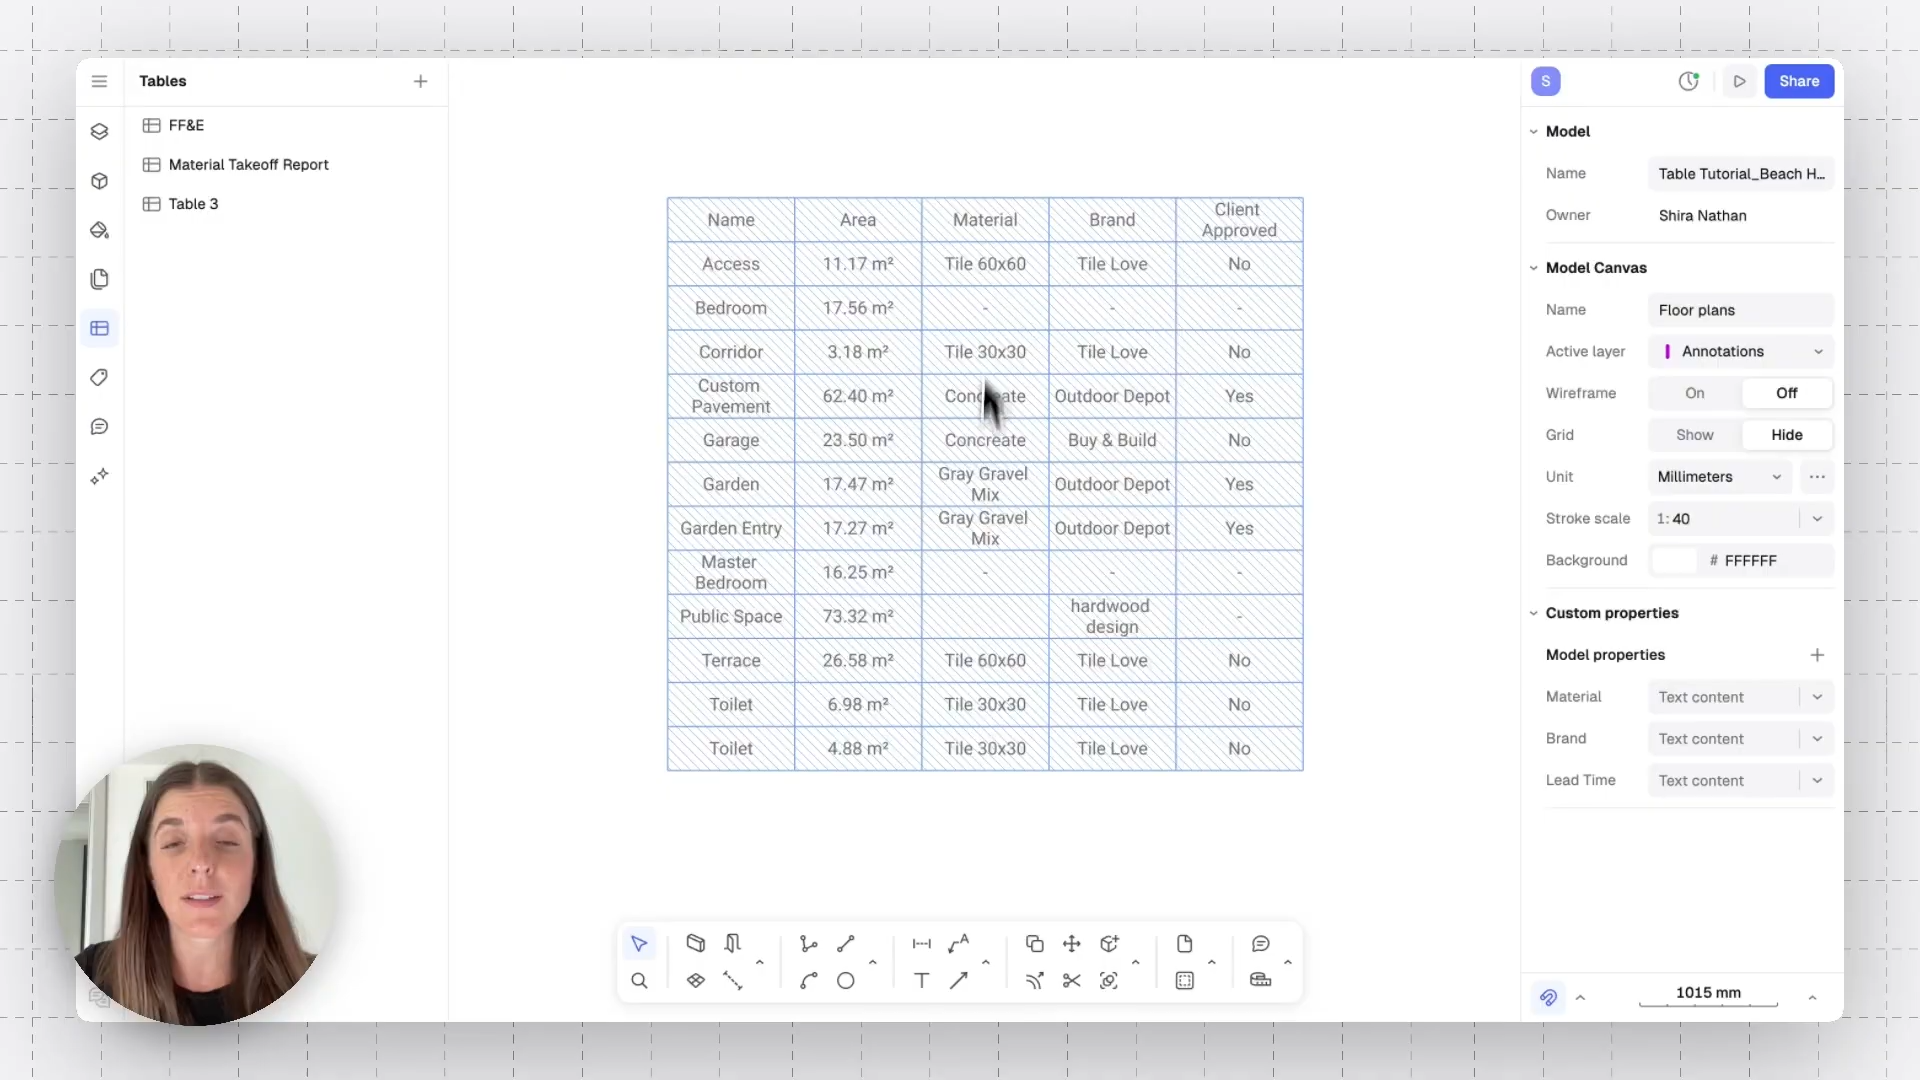 Tables
FF&E
Material Takeoff Report
Table 3
Name Area Material Brand Client Approved
Access 11.17 m² Tile 60x60 Tile Love No
Bedroom 17.56 m² - - -
Corridor 3.18 m² Tile 30x30 Tile Love No
Custom Pavement 62.40 m² Concreate Outdoor Depot Yes
Garage 23.50 m² Concreate Buy & Build No
Garden 17.47 m² Gray Gravel Mix Outdoor Depot Yes
Garden Entry 17.27 m² Gray Gravel Mix Outdoor Depot Yes
Master Bedroom 16.25 m² - - -
Public Space 73.32 m² hardwood design -
Terrace 26.58 m² Tile 60x60 Tile Love No
Toilet 6.98 m² Tile 30x30 Tile Love No
Toilet 4.88 m² Tile 30x30 Tile Love No
S
Share
Model
Name Table Tutorial_Beach H...
Owner Shira Nathan
Model Canvas
Name Floor plans
Active layer Annotations
Wireframe On Off
Grid Show Hide
Unit Millimeters
Stroke scale 1: 40
Background # FFFFFF
Custom properties
Model properties
Material Text content
Brand Text content
Lead Time Text content
1015 mm